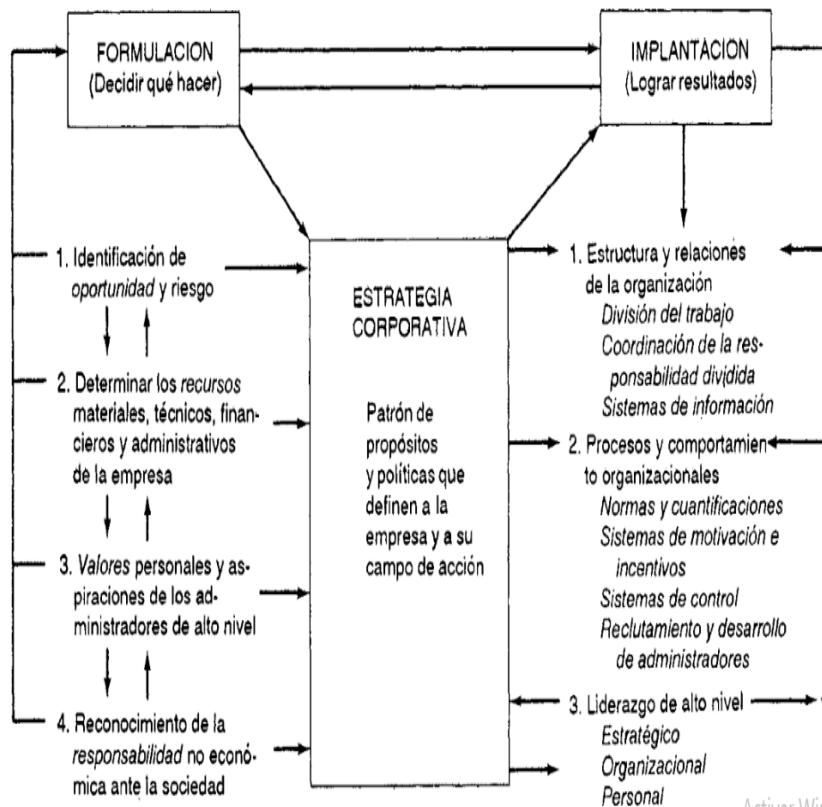 FORMULACION
(Decidir qué hacer)
IMPLANTACION
(Lograr resultados)
1. Identificación de
oportunidad y riesgo
2. Determinar los recursos
materiales, técnicos, finan-
cieros y administrativos
de la empresa
3. Valores personales y as-
piraciones de los ad-
ministradores de alto nivel
4. Reconocimiento de la
responsabilidad no econó-
mica ante la sociedad
ESTRATEGIA
CORPORATIVA
Patrón de
propósitos
y políticas que
definen a la
empresa y a su
campo de acción
1. Estructura y relaciones
de la organización
División del trabajo
Coordinación de la res-
ponsabilidad dividida
Sistemas de información
2. Procesos y comportamien
to organizacionales
Normas y cuantificaciones
Sistemas de motivación e
incentivos
Sistemas de control
Reclutamiento y desarrollo
de administradores
3. Liderazgo de alto nivel
Estratégico
Organizacional
Personal